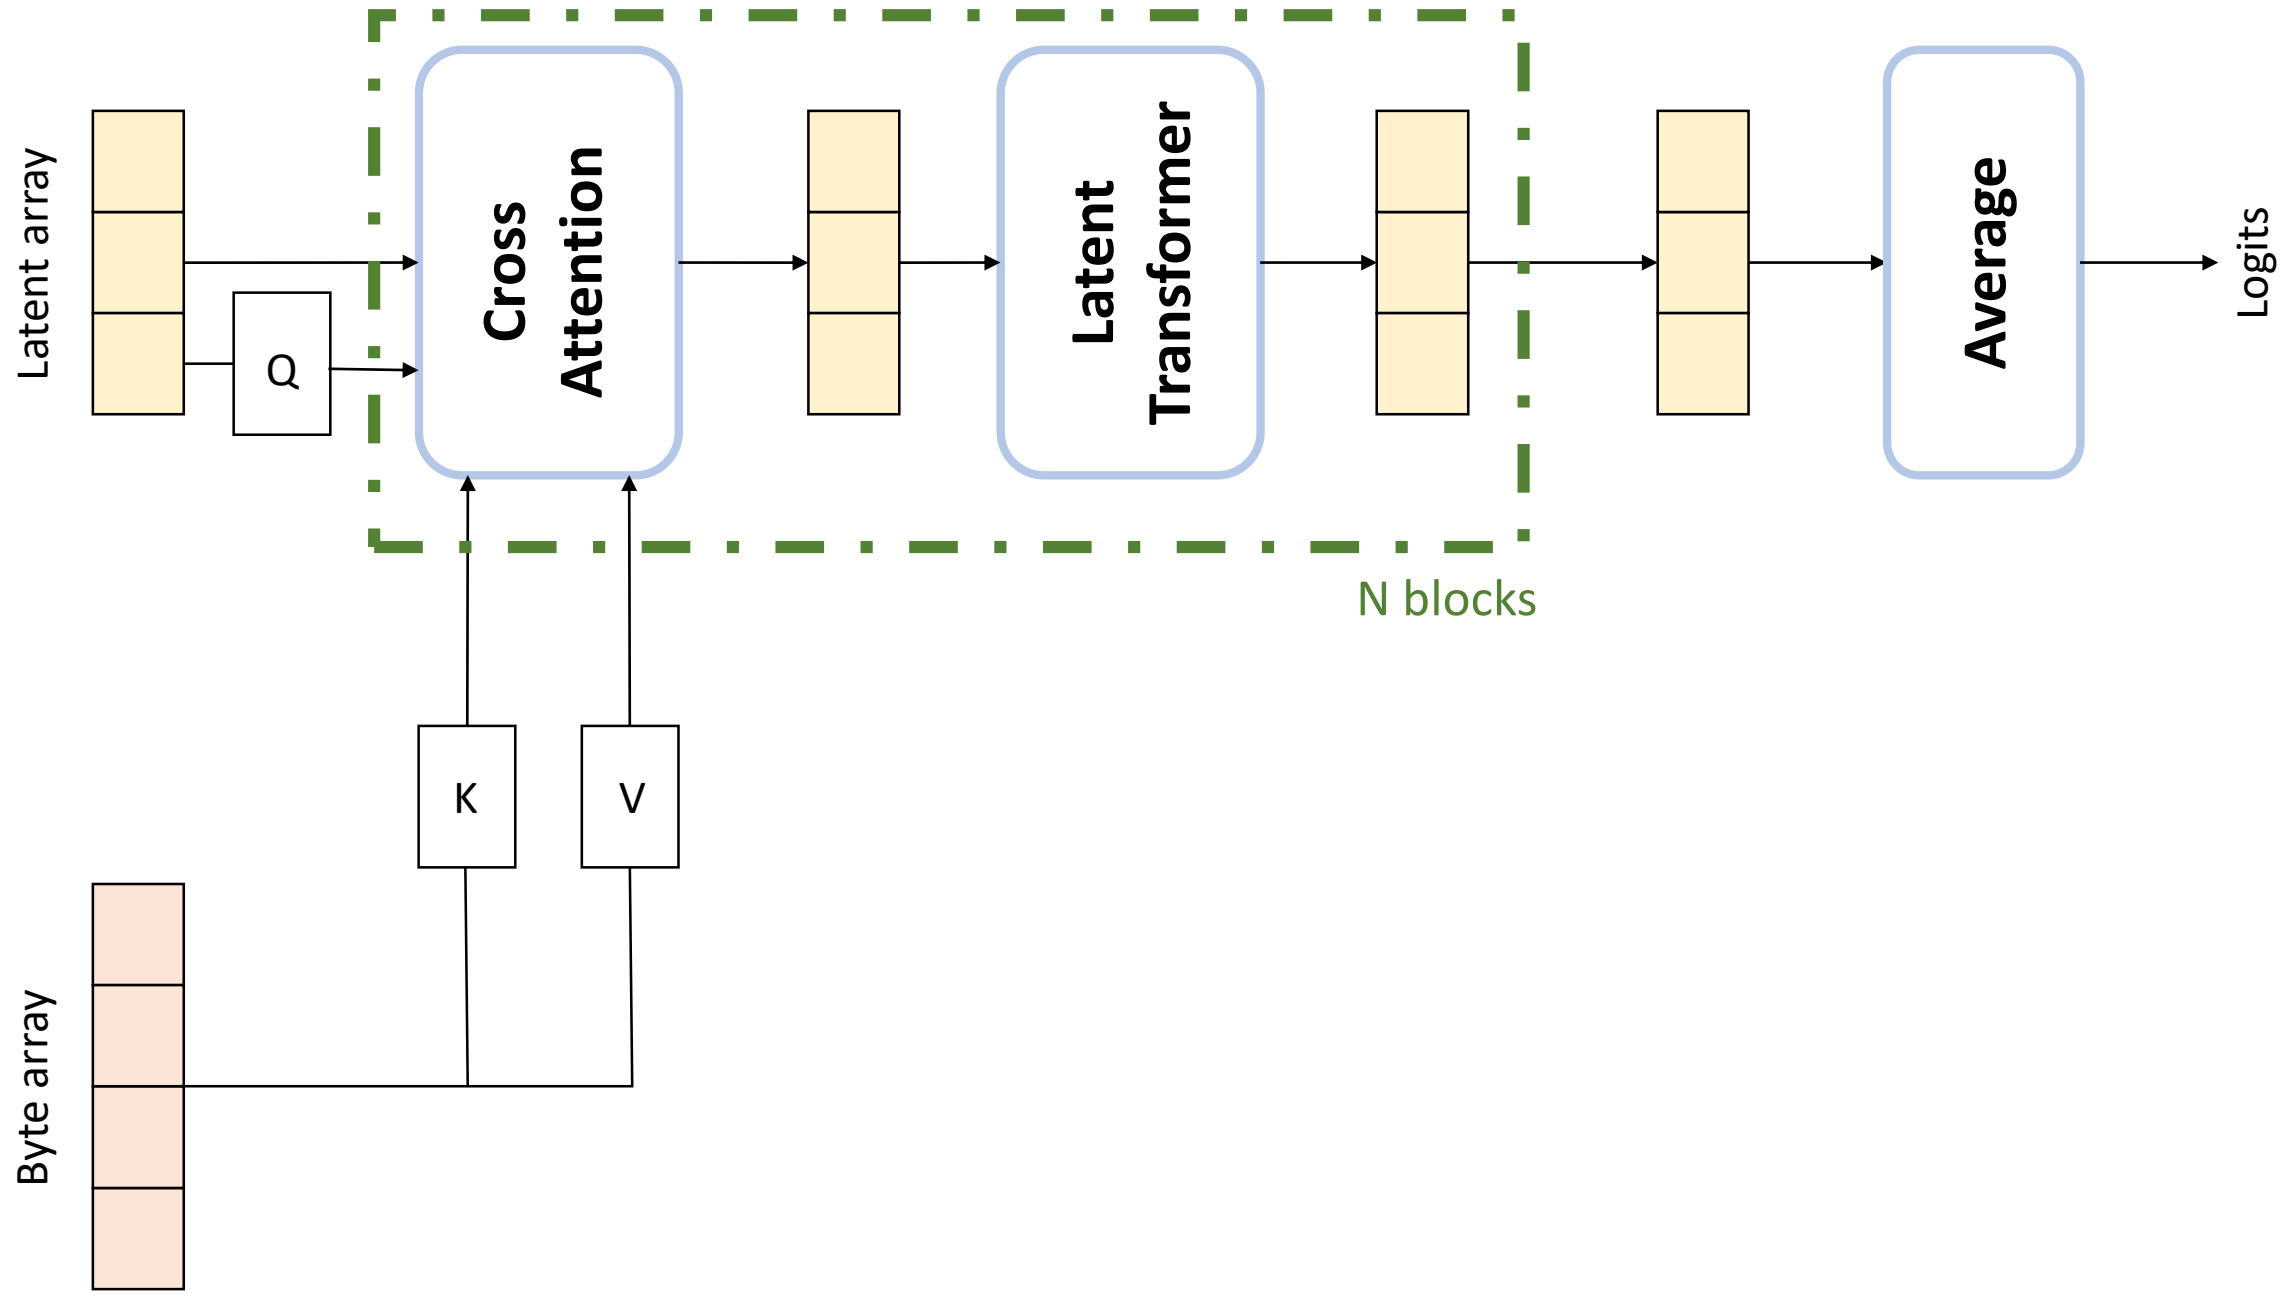 Latent array
Q
Cross
Attention
Latent
Transformer
Average
Logits
N blocks
K
V
Byte array